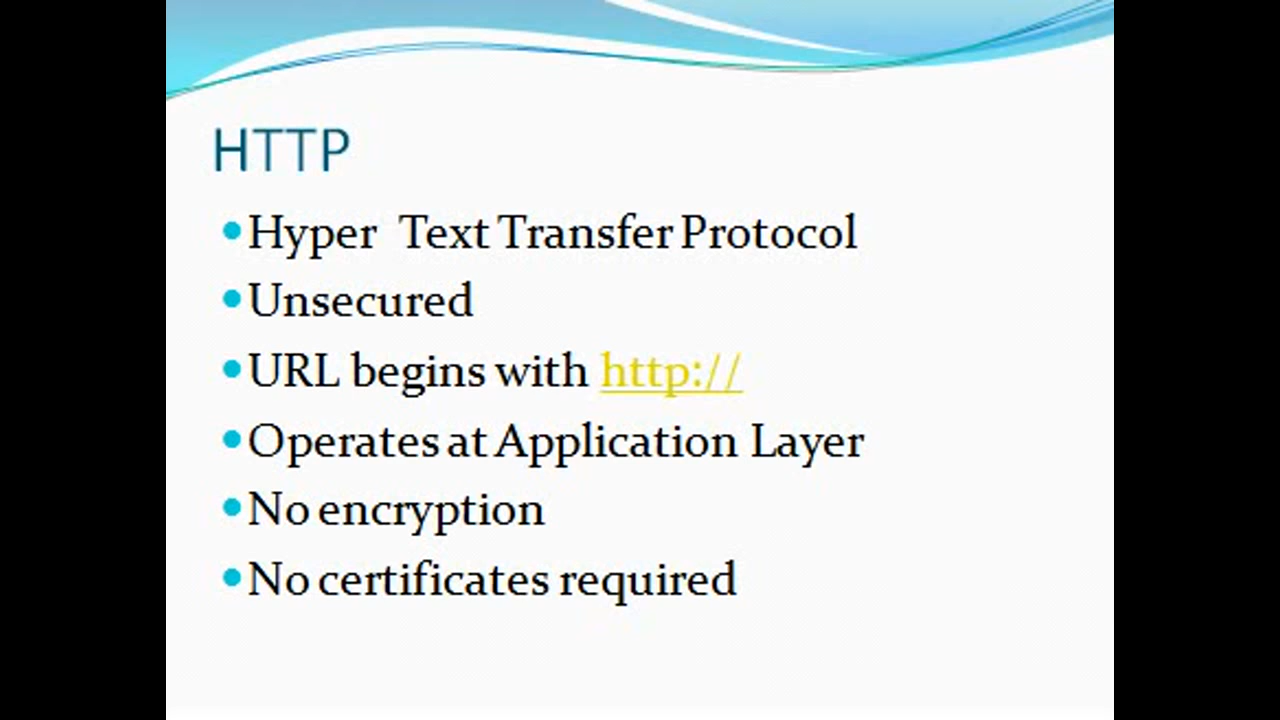 HTTP
•Hyper Text Transfer Protocol
•Unsecured
•URL begins with http://
•Operates at Application Layer
•No encryption
•No certificates required